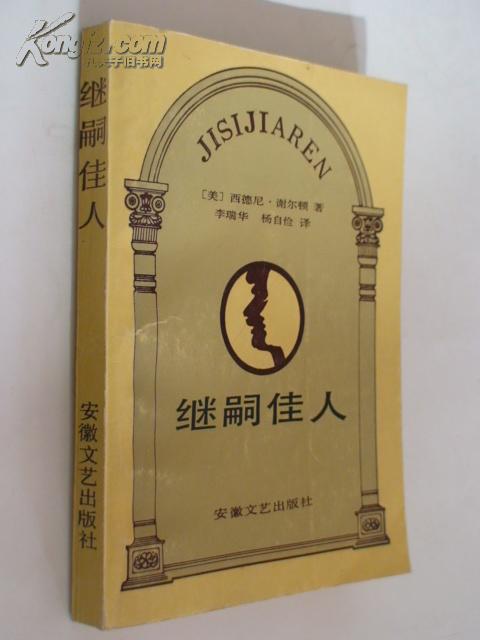 Kongfz.com
孔夫子旧书网
继嗣佳人
安徽文艺出版社
JISIJIAREN
[美] 西德尼·谢尔顿 著
李瑞华 杨自俭 译
继嗣佳人
安徽文艺出版社